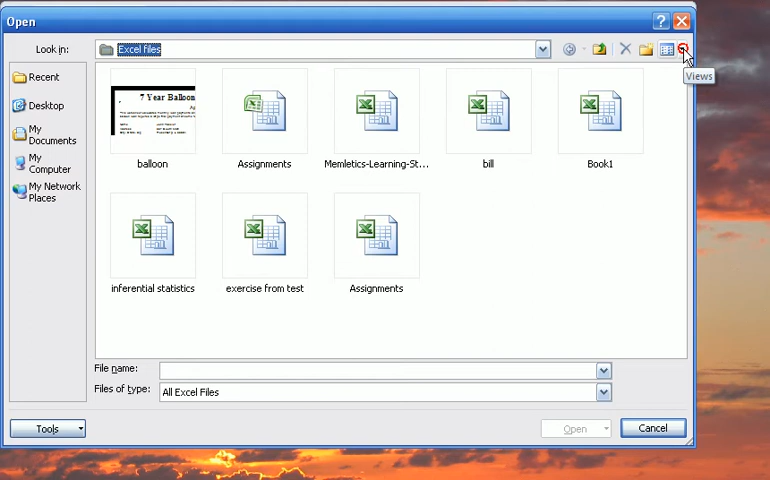 Open
Look in:
Excel files
Views
Recent
Desktop
My
Documents
My
Computer
My Network
Places
7 Year Balloon
balloon
Assignments
Memletics-Learning-St...
bill
Book1
inferential statistics
exercise from test
Assignments
File name:
Files of type:
All Excel Files
Tools
Open
Cancel